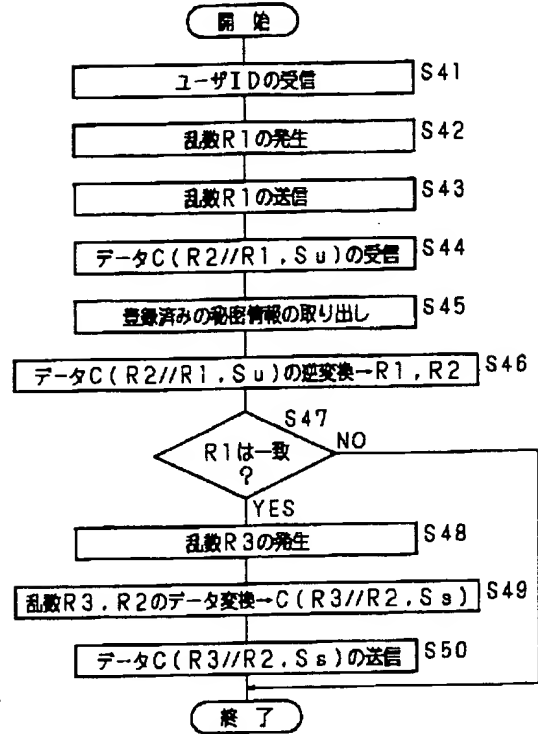 開始
ユーザIDの受信 S41
乱数R1の発生 S42
乱数R1の送信 S43
データC(R2//R1,Su)の受信 S44
登録済みの秘密情報の取り出し S45
データC(R2//R1,Su)の逆変換→R1,R2 S46
S47
R1は一致 NO
?
YES
乱数R3の発生 S48
乱数R3,R2のデータ変換→C(R3//R2,Ss) S49
データC(R3//R2,Ss)の送信 S50
終了